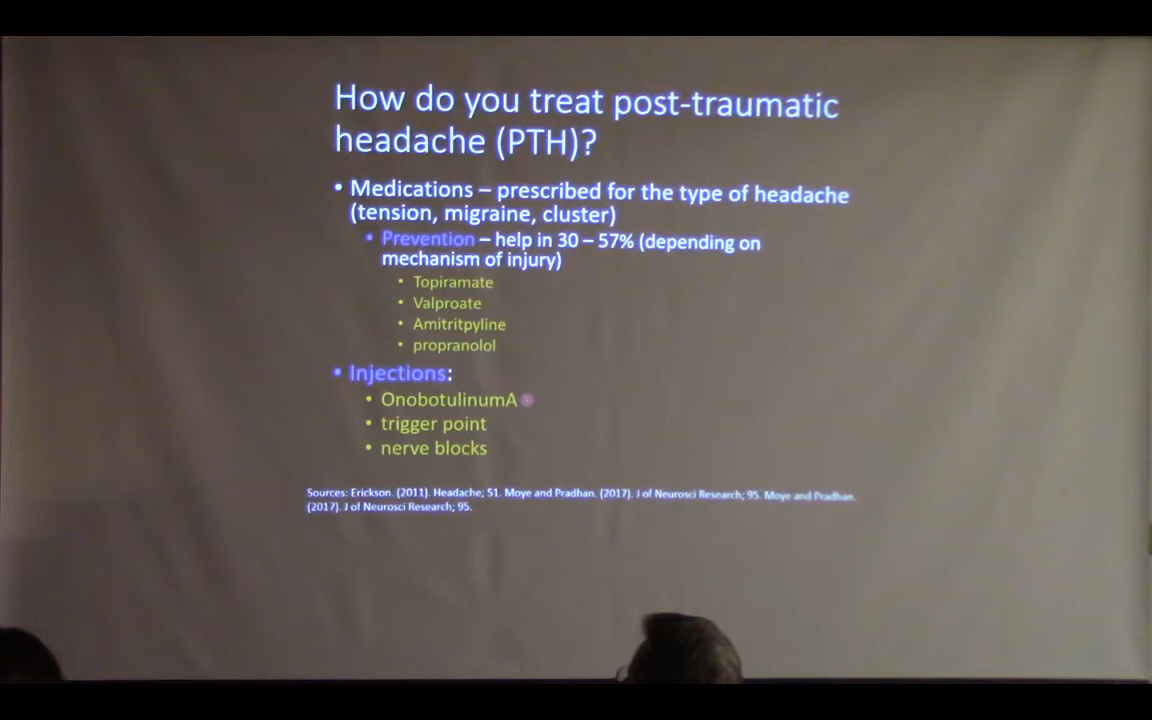 How do you treat post-traumatic
headache (PTH)?
• Medications – prescribed for the type of headache
(tension, migraine, cluster)
• Prevention – help in 30 – 57% (depending on
mechanism of injury)
• Topiramate
• Valproate
• Amitritpyline
• propranolol
• Injections:
• OnobotulinumA
• trigger point
• nerve blocks
Sources: Erickson. (2011). Headache; 51. Moye and Pradhan. (2017). J of Neurosci Research; 95. Moye and Pradhan.
(2017). J of Neurosci Research; 95.